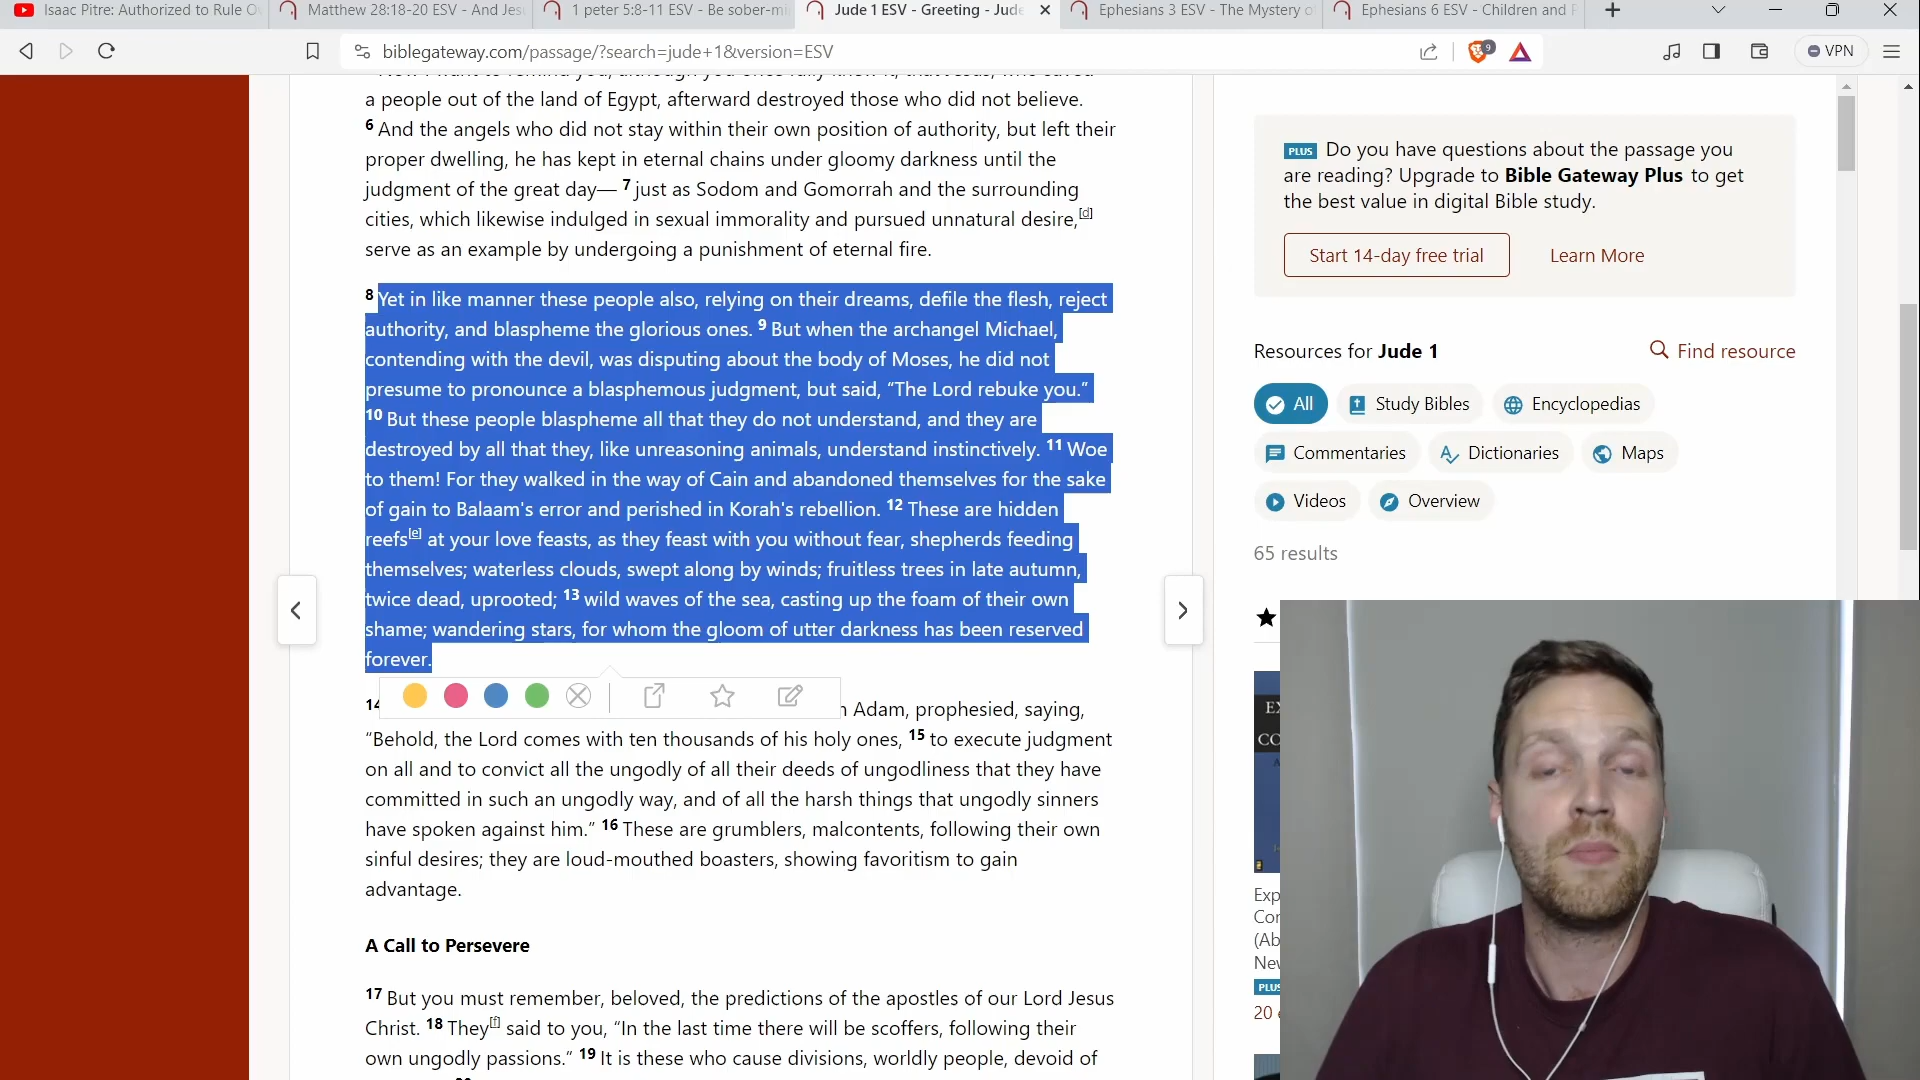 Isaac Pitre: Authorized to Rule O
Matthew 28:18-20 ESV - And Jes
1 peter 5:8-11 ESV - Be sober-mi
Jude 1 ESV - Greeting - Jude
Ephesians 3 ESV - The Mystery o
Ephesians 6 ESV - Children and P
biblegateway.com/passage/?search=jude+1&version=ESV
9
VPN
a people out of the land of Egypt, afterward destroyed those who did not believe.
6 And the angels who did not stay within their own position of authority, but left their
proper dwelling, he has kept in eternal chains under gloomy darkness until the
judgment of the great day— 7 just as Sodom and Gomorrah and the surrounding
cities, which likewise indulged in sexual immorality and pursued unnatural desire,[d]
serve as an example by undergoing a punishment of eternal fire.
8 Yet in like manner these people also, relying on their dreams, defile the flesh, reject
authority, and blaspheme the glorious ones. 9 But when the archangel Michael,
contending with the devil, was disputing about the body of Moses, he did not
presume to pronounce a blasphemous judgment, but said, “The Lord rebuke you.”
10 But these people blaspheme all that they do not understand, and they are
destroyed by all that they, like unreasoning animals, understand instinctively. 11 Woe
to them! For they walked in the way of Cain and abandoned themselves for the sake
of gain to Balaam's error and perished in Korah's rebellion. 12 These are hidden
reefs[e] at your love feasts, as they feast with you without fear, shepherds feeding
themselves; waterless clouds, swept along by winds; fruitless trees in late autumn,
twice dead, uprooted; 13 wild waves of the sea, casting up the foam of their own
shame; wandering stars, for whom the gloom of utter darkness has been reserved
forever.
14 Adam, prophesied, saying,
“Behold, the Lord comes with ten thousands of his holy ones, 15 to execute judgment
on all and to convict all the ungodly of all their deeds of ungodliness that they have
committed in such an ungodly way, and of all the harsh things that ungodly sinners
have spoken against him.” 16 These are grumblers, malcontents, following their own
sinful desires; they are loud-mouthed boasters, showing favoritism to gain
advantage.
A Call to Persevere
17 But you must remember, beloved, the predictions of the apostles of our Lord Jesus
Christ. 18 They[f] said to you, “In the last time there will be scoffers, following their
own ungodly passions.” 19 It is these who cause divisions, worldly people, devoid of
PLUS Do you have questions about the passage you
are reading? Upgrade to Bible Gateway Plus to get
the best value in digital Bible study.
Start 14-day free trial
Learn More
Resources for Jude 1
Find resource
All
Study Bibles
Encyclopedias
Commentaries
Dictionaries
Maps
Videos
Overview
65 results
EX
CO
Exp
Cor
(Ab
Nev
PLUS
20